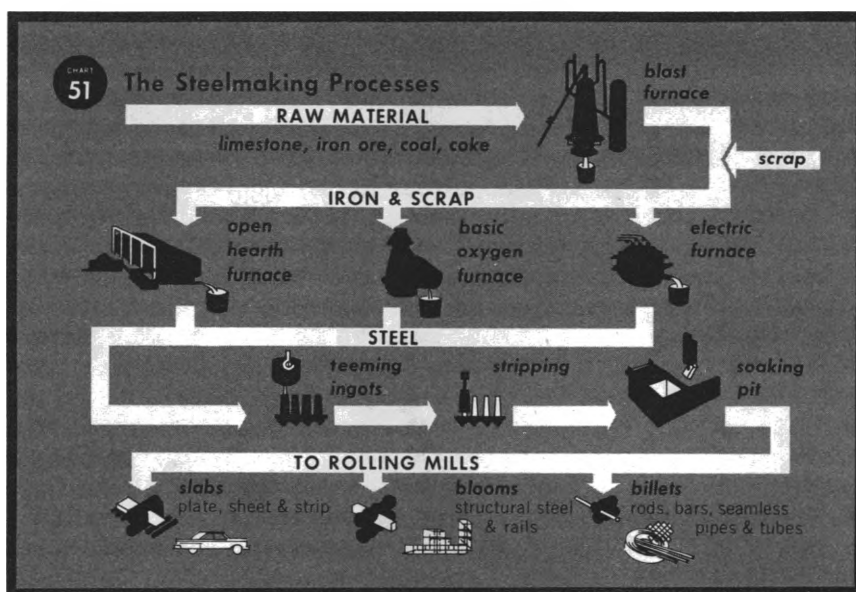 CHART
51
The Steelmaking Processes
blast
furnace
RAW MATERIAL
limestone, iron ore, coal, coke
scrap
IRON & SCRAP
open
hearth
furnace
basic
oxygen
furnace
electric
furnace
STEEL
teeming
ingots
stripping
soaking
pit
TO ROLLING MILLS
slabs
plate, sheet & strip
blooms
structural steel
& rails
billets
rods, bars, seamless
pipes & tubes